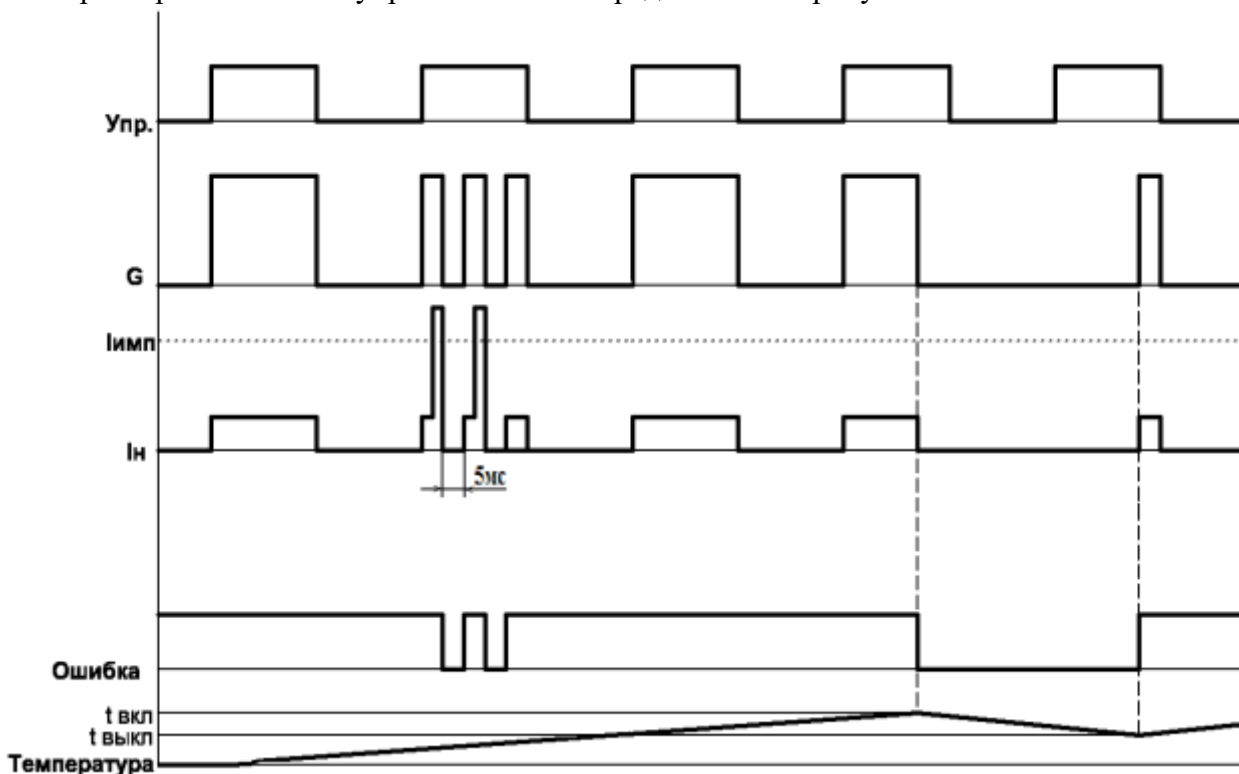 Упр.
G
Iимп
Iн
5мс
Ошибка
t вкл
t выкл
Температура